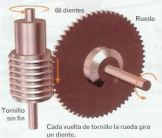 60 dientes
Rueda
Tornillo
sin fin
Cada vuelta de tornillo la rueda gira
un diente.